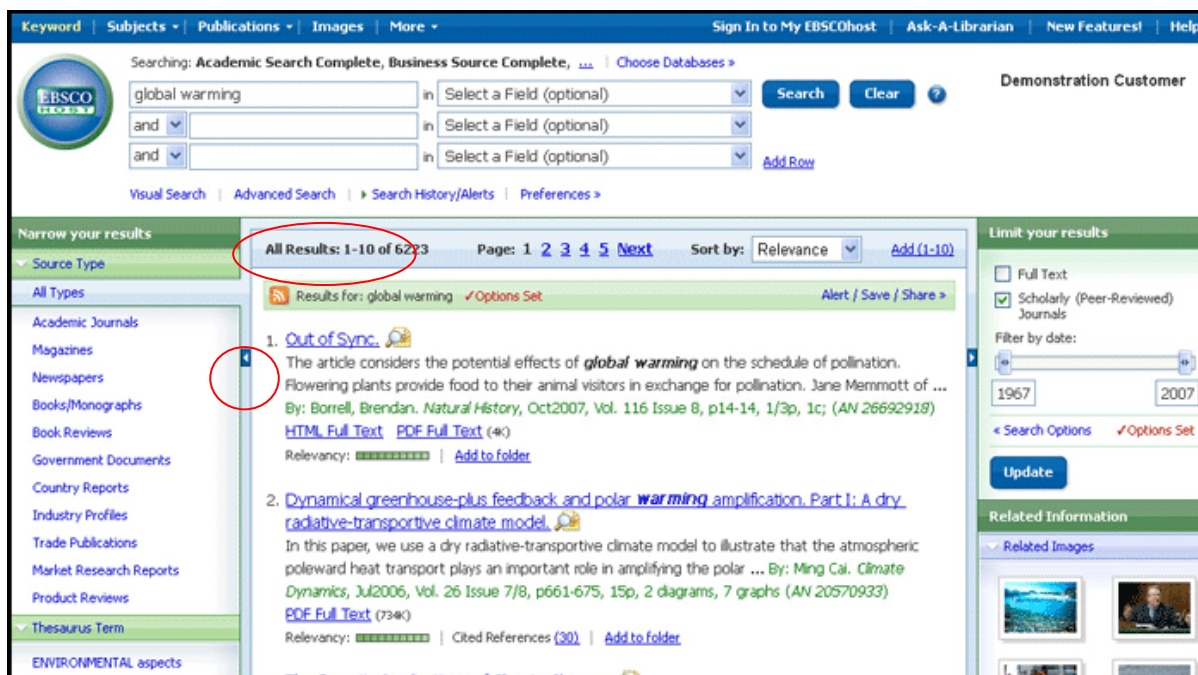 Keyword | Subjects | Publications | Images | More
Sign In to My EBSCOhost | Ask-A-Librarian | New Features! | Help
Searching: Academic Search Complete, Business Source Complete, ... | Choose Databases »
EBSCO
HOST
global warming in Select a Field (optional) Search Clear ?
Demonstration Customer
and in Select a Field (optional)
and in Select a Field (optional) Add Row
Visual Search | Advanced Search | Search History/Alerts | Preferences »
Narrow your results
Source Type
All Types
Academic Journals
Magazines
Newspapers
Books/Monographs
Book Reviews
Government Documents
Country Reports
Industry Profiles
Trade Publications
Market Research Reports
Product Reviews
Thesaurus Term
ENVIRONMENTAL aspects
All Results: 1-10 of 6223 Page: 1 2 3 4 5 Next Sort by: Relevance Add (1-10)
Results for: global warming ✓Options Set Alert / Save / Share »
1. Out of Sync.
The article considers the potential effects of global warming on the schedule of pollination.
Flowering plants provide food to their animal visitors in exchange for pollination. Jane Memmott of ...
By: Borrell, Brendan. Natural History, Oct2007, Vol. 116 Issue 8, p14-14, 1/3p, 1c; (AN 26692918)
HTML Full Text PDF Full Text (4K)
Relevancy: | Add to folder
2. Dynamical greenhouse-plus feedback and polar warming amplification. Part I: A dry
radiative-transportive climate model.
In this paper, we use a dry radiative-transportive climate model to illustrate that the atmospheric
poleward heat transport plays an important role in amplifying the polar ... By: Ming Cai. Climate
Dynamics, Jul2006, Vol. 26 Issue 7/8, p661-675, 15p, 2 diagrams, 7 graphs (AN 20570933)
PDF Full Text (734K)
Relevancy: | Cited References (30) | Add to folder
Limit your results
Full Text
Scholarly (Peer-Reviewed)
Journals
Filter by date:
1967 2007
« Search Options ✓Options Set
Update
Related Information
Related Images